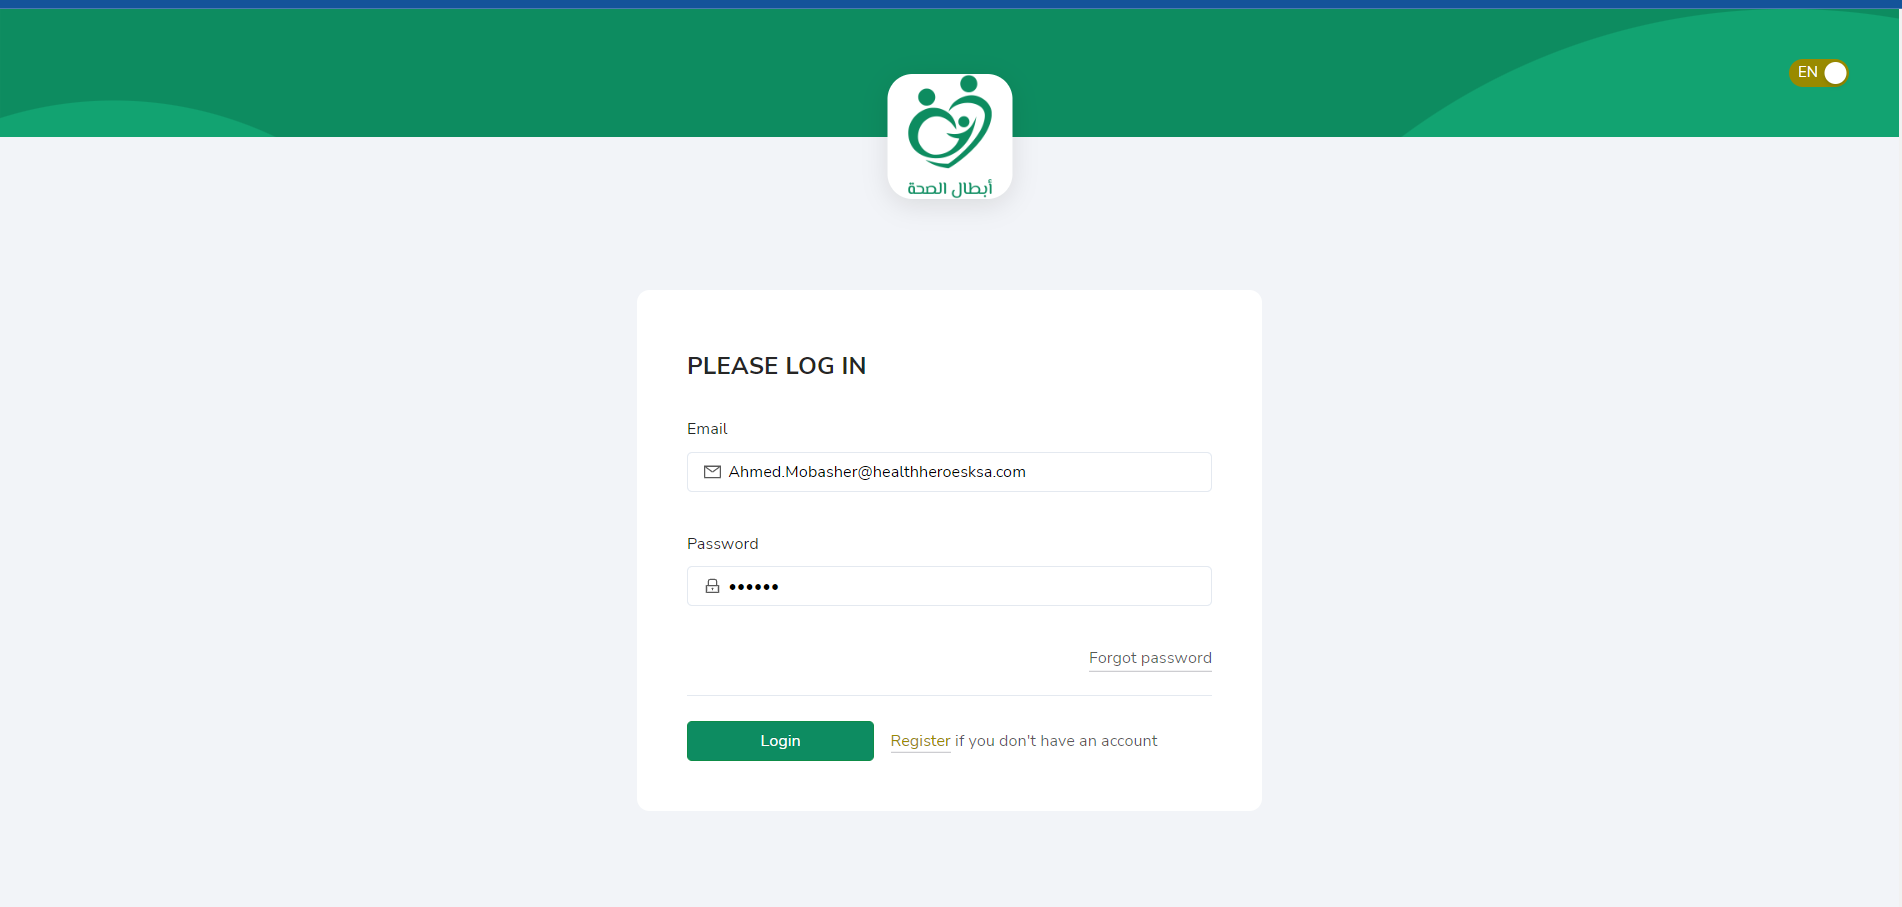 EN
أبطال الصحة
PLEASE LOG IN
Email
Ahmed.Mobasher@healthheroesksa.com
Password
••••••
Forgot password
Login
Register if you don't have an account